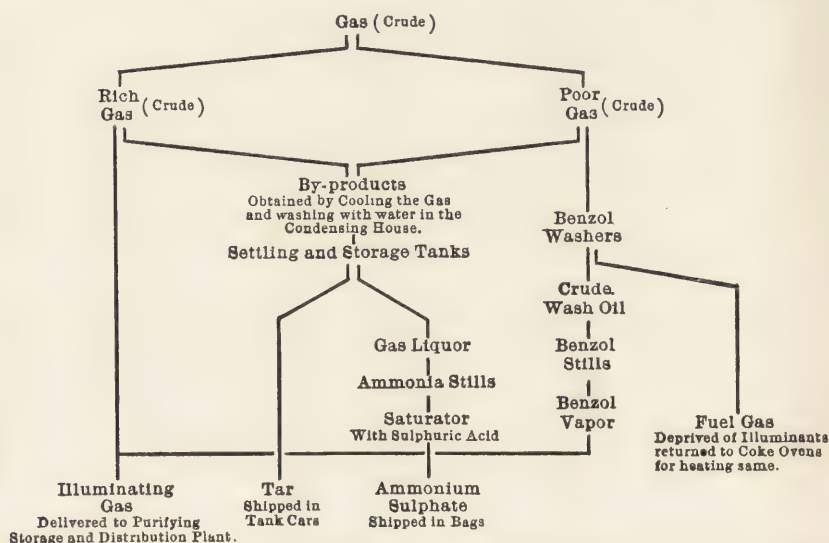 Gas (Crude)
Rich
Gas (Crude)
Poor
Gas (Crude)
By-products
Obtained by Cooling the Gas
and washing with water in the
Condensing House.
Settling and Storage Tanks
Benzol
Washers
Crude
Wash Oil
Gas Liquor
Benzol
Stills
Ammonia Stills
Benzol
Vapor
Saturator
With Sulphuric Acid
Fuel Gas
Deprived of Illuminants
returned to Coke Ovens
for heating same.
Illuminating
Gas
Delivered to Purifying
Storage and Distribution Plant.
Tar
Shipped in
Tank Cars
Ammonium
Sulphate
Shipped in Bags